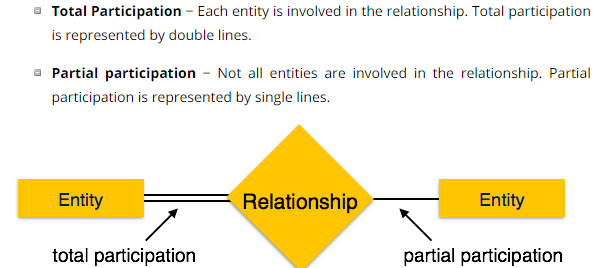 Total Participation − Each entity is involved in the relationship. Total participation
is represented by double lines.
Partial participation − Not all entities are involved in the relationship. Partial
participation is represented by single lines.
Entity
Relationship
Entity
total participation
partial participation